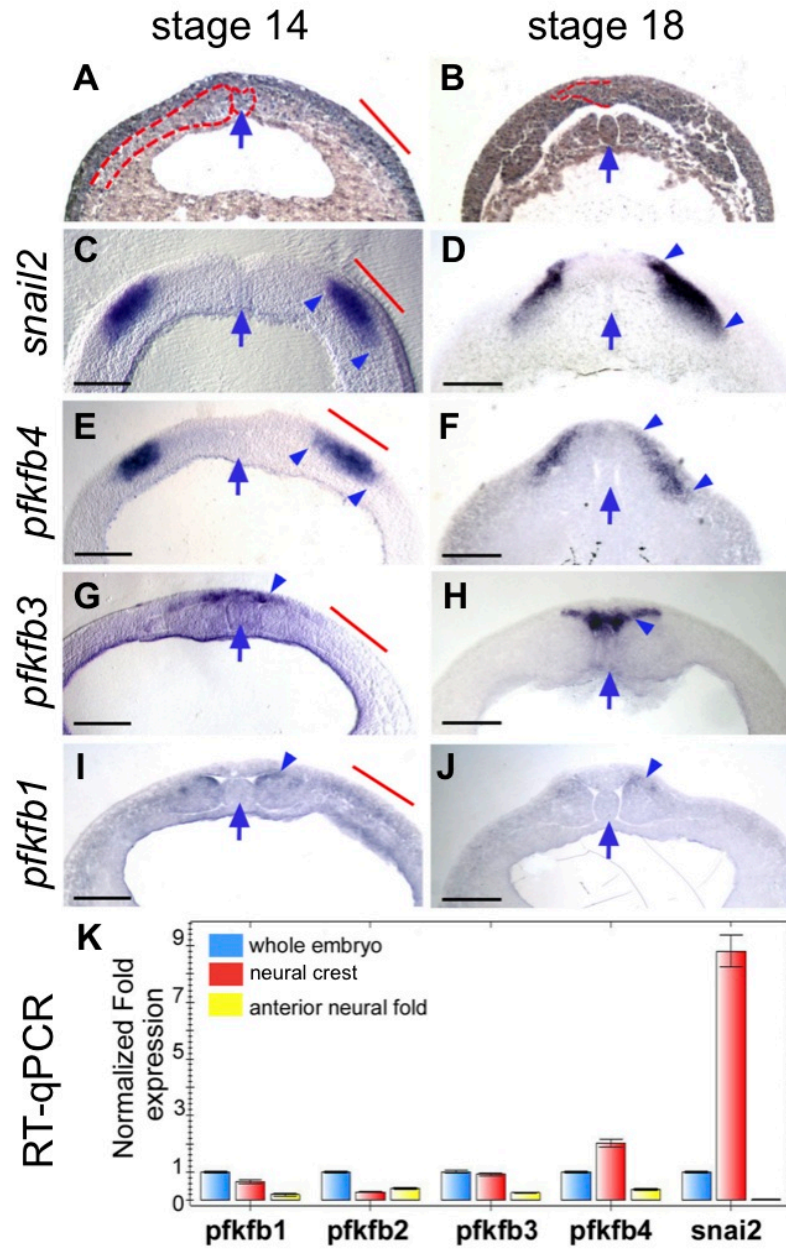 stage 14
stage 18
A
B
snail2
C
D
pfkfb4
E
F
pfkfb3
G
H
pfkfb1
I
J
K
RT-qPCR
Normalized Fold
expression
9
7
5
3
1
0
whole embryo
neural crest
anterior neural fold
pfkfb1
pfkfb2
pfkfb3
pfkfb4
snai2